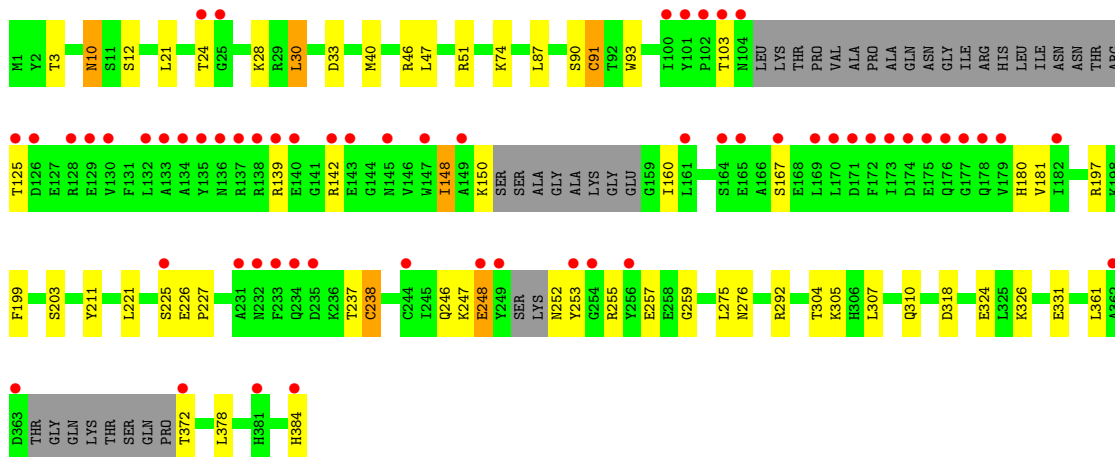 M1 Y2 T3 N10 S11 S12 L21 T24 G25 K28 R29 L30 D33 M40 R46 L47 R51 K74 L87 S90 C91 T92 W93 I100 Y101 P102 T103 N104 LEU LYS THR PRO VAL ALA PRO ALA GLN ASN GLY ILE ARG HIS LEU ILE ASN ASN THR ARG
T125 D126 E127 R128 E129 V130 F131 L132 A133 A134 Y135 N136 R137 R138 R139 E140 G141 R142 E143 G144 N145 V146 W147 I148 A149 K150 SER SER ALA GLY ALA LYS GLY GLU G159 I160 L161 S164 E165 A166 S167 E168 L169 L170 D171 F172 I173 D174 E175 Q176 G177 Q178 V179 H180 V181 I182 R197 K198
F199 S203 Y211 L221 S225 E226 P227 A231 N232 F233 Q234 D235 K236 T237 C238 C244 I245 Q246 K247 E248 Y249 SER LYS N252 Y253 G254 R255 Y256 E257 E258 G259 L275 N276 R292 T304 K305 H306 L307 Q310 D318 E324 L325 K326 E331 L361 A362
D363 THR GLY GLN LYS THR SER GLN PRO T372 L378 H381 H384